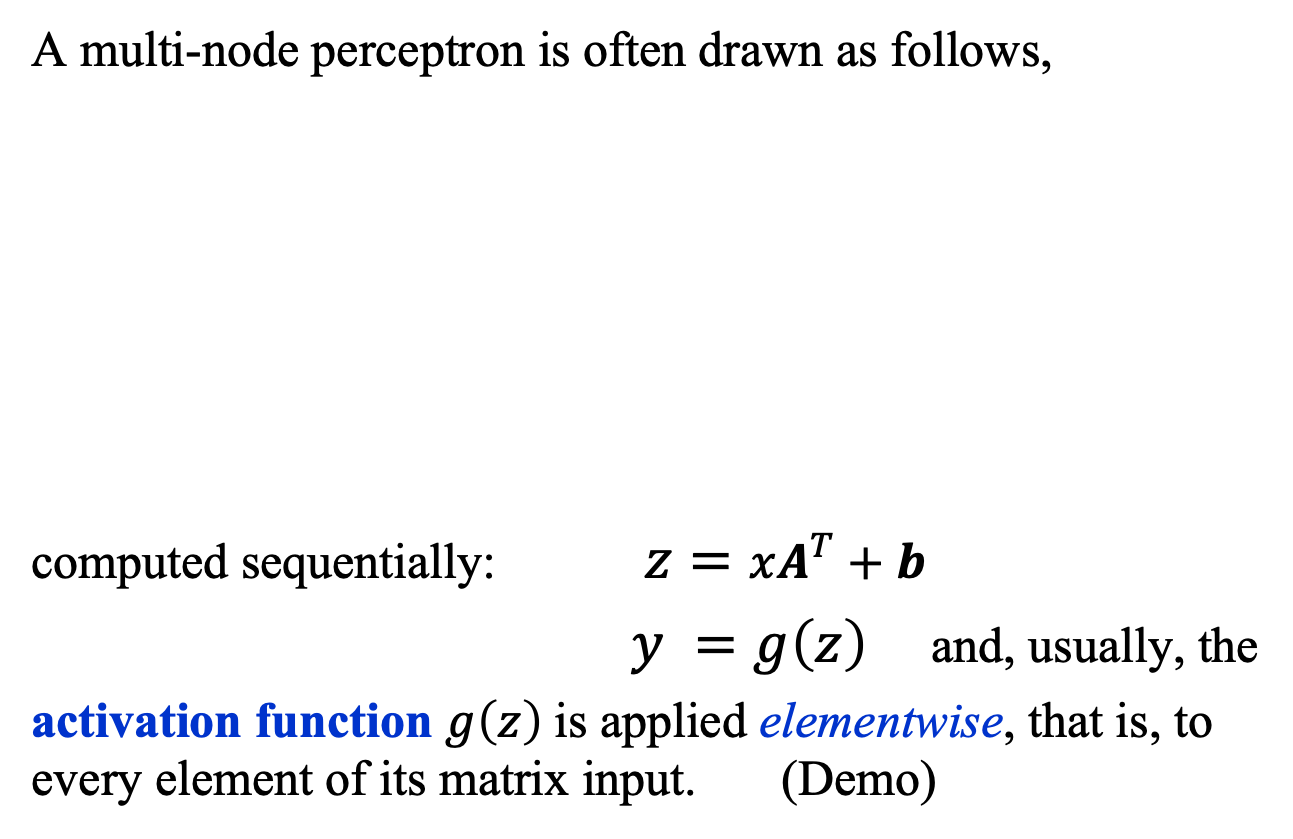 A multi-node perceptron is often drawn as follows,
computed sequentially: z = xAᵀ + b
y = g(z) and, usually, the
activation function g(z) is applied elementwise, that is, to
every element of its matrix input. (Demo)